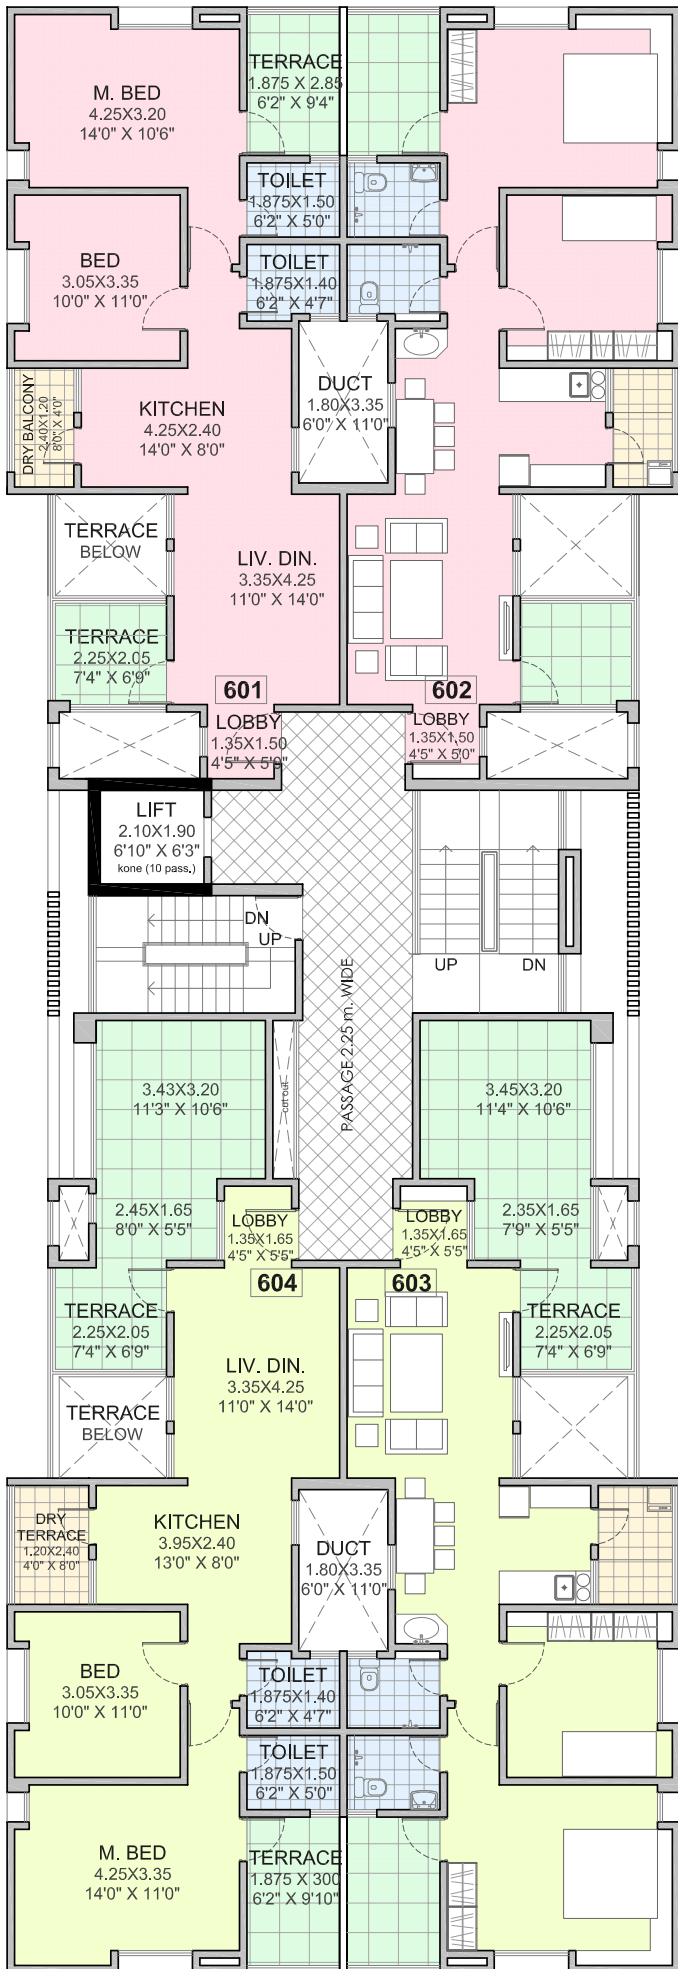 TERRACE
1.875 X 2.85
6'2" X 9'4"
M. BED
4.25X3.20
14'0" X 10'6"
TOILET
1.875X1.50
6'2" X 5'0"
BED
3.05X3.35
10'0" X 11'0"
TOILET
1.875X1.40
6'2" X 4'7"
DUCT
1.80X3.35
6'0" X 11'0"
DRY BALCONY
2.40X1.20
8'0" X 4'0"
KITCHEN
4.25X2.40
14'0" X 8'0"
TERRACE
BELOW
LIV. DIN.
3.35X4.25
11'0" X 14'0"
TERRACE
2.25X2.05
7'4" X 6'9"
601
602
LOBBY
1.35X1.50
4'5" X 5'0"
LOBBY
1.35X1.50
4'5" X 5'0"
LIFT
2.10X1.90
6'10" X 6'3"
kone (10 pass.)
DN
UP
UP
DN
PASSAGE 2.25 m. WIDE
cut out
3.43X3.20
11'3" X 10'6"
3.45X3.20
11'4" X 10'6"
2.45X1.65
8'0" X 5'5"
LOBBY
1.35X1.65
4'5" X 5'5"
LOBBY
1.35X1.65
4'5" X 5'5"
2.35X1.65
7'9" X 5'5"
604
603
TERRACE
2.25X2.05
7'4" X 6'9"
TERRACE
2.25X2.05
7'4" X 6'9"
LIV. DIN.
3.35X4.25
11'0" X 14'0"
TERRACE
BELOW
DRY
TERRACE
1.20X2.40
4'0" X 8'0"
KITCHEN
3.95X2.40
13'0" X 8'0"
DUCT
1.80X3.35
6'0" X 11'0"
BED
3.05X3.35
10'0" X 11'0"
TOILET
1.875X1.40
6'2" X 4'7"
TOILET
1.875X1.50
6'2" X 5'0"
M. BED
4.25X3.35
14'0" X 11'0"
TERRACE
1.875 X 300
6'2" X 9'10"